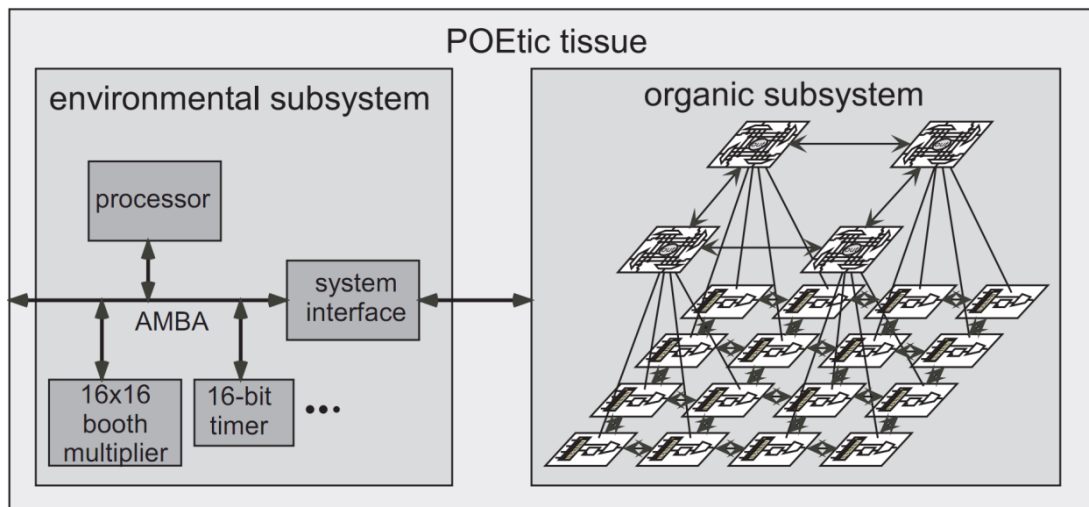 POEtic tissue
environmental subsystem
processor
AMBA
system
interface
16x16
booth
multiplier
16-bit
timer
•••
organic subsystem